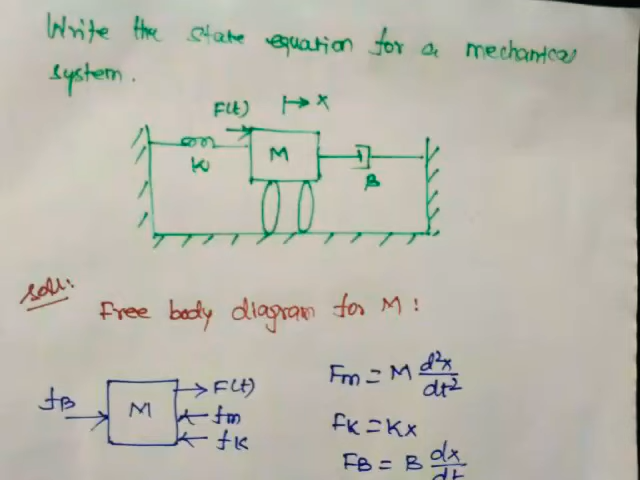 Write the state equation for a mechanical
system.
F(t) x
K M
B
soln:
Free body diagram for M:
fB M F(t)
fm
fK
Fm = M d²x/dt²
FK = Kx
FB = B dx/dt